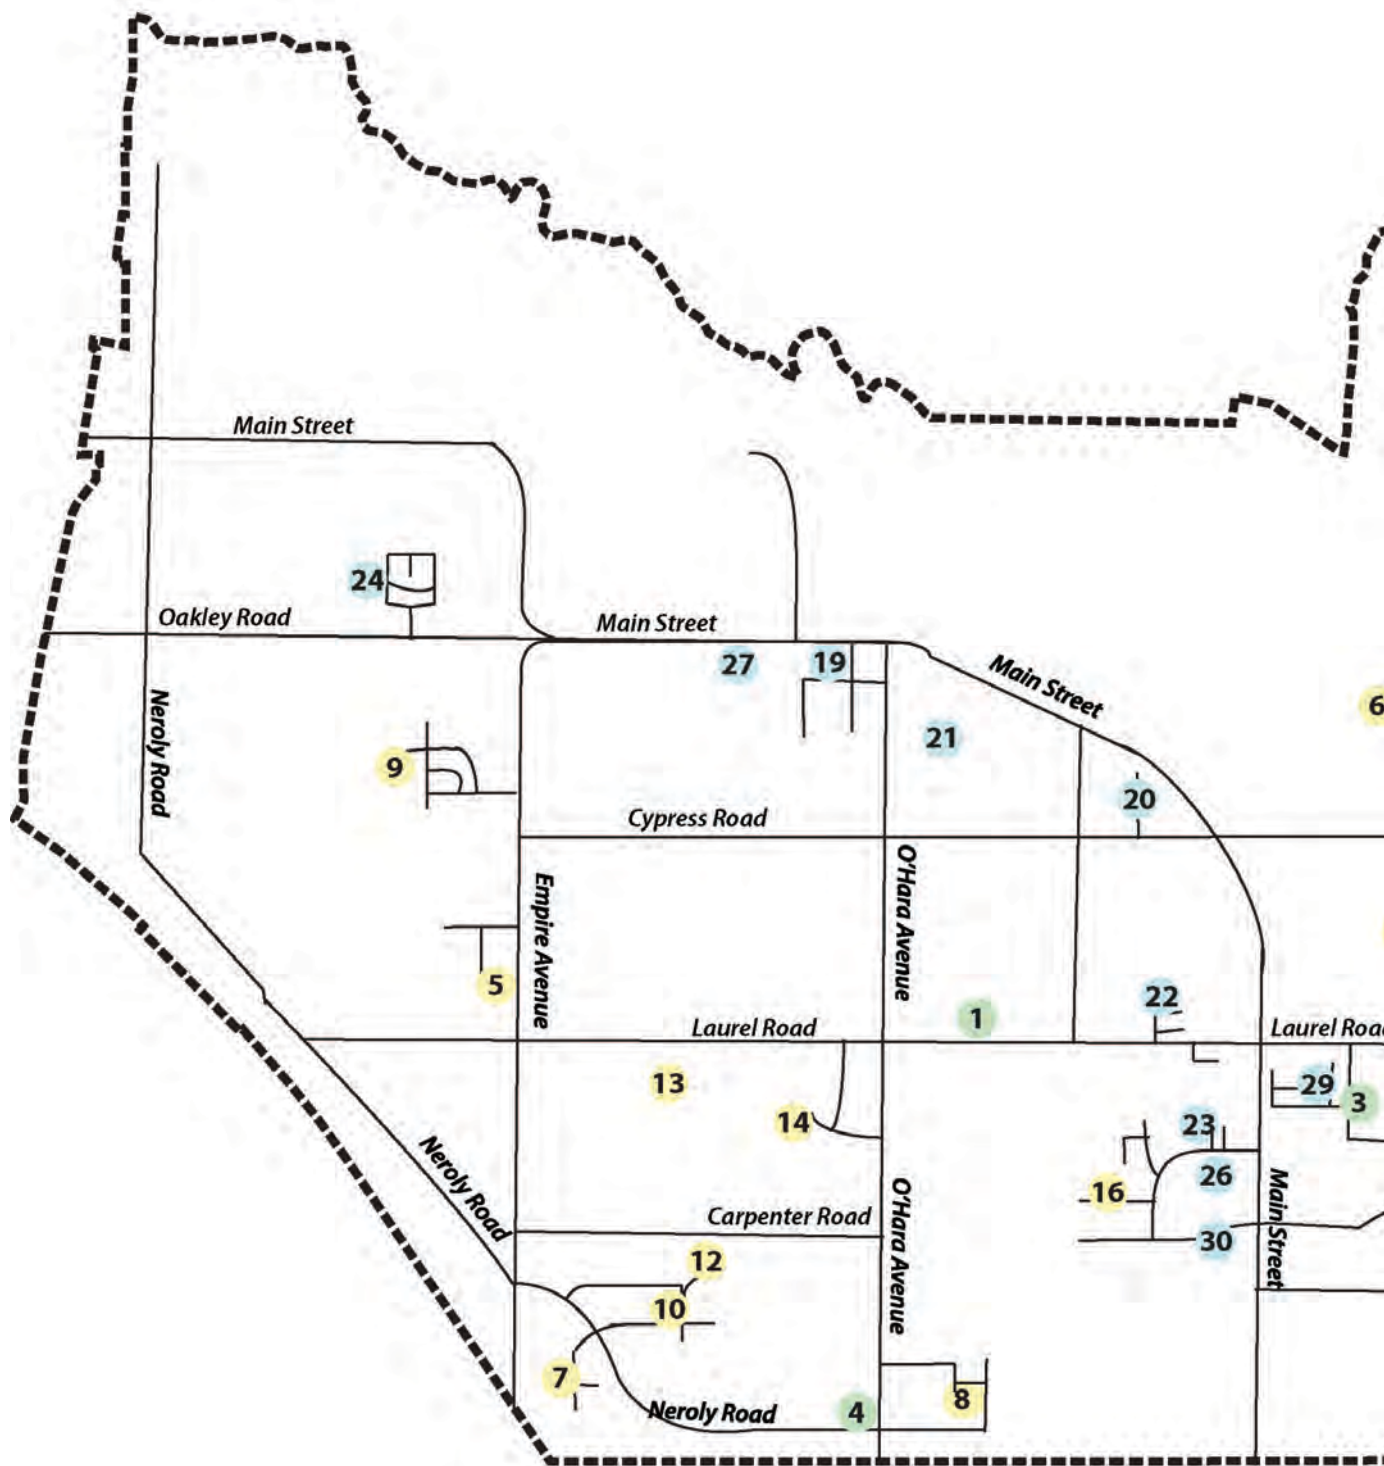 Main Street
24
Oakley Road
Main Street
27
19
Main Street
6
Neroly Road
21
9
20
Cypress Road
O'Hara Avenue
Empire Avenue
5
22
1
Laurel Road
Laurel Road
13
29
3
14
23
Neroly Road
26
16
Main Street
O'Hara Avenue
Carpenter Road
30
12
10
7
8
Neroly Road
4